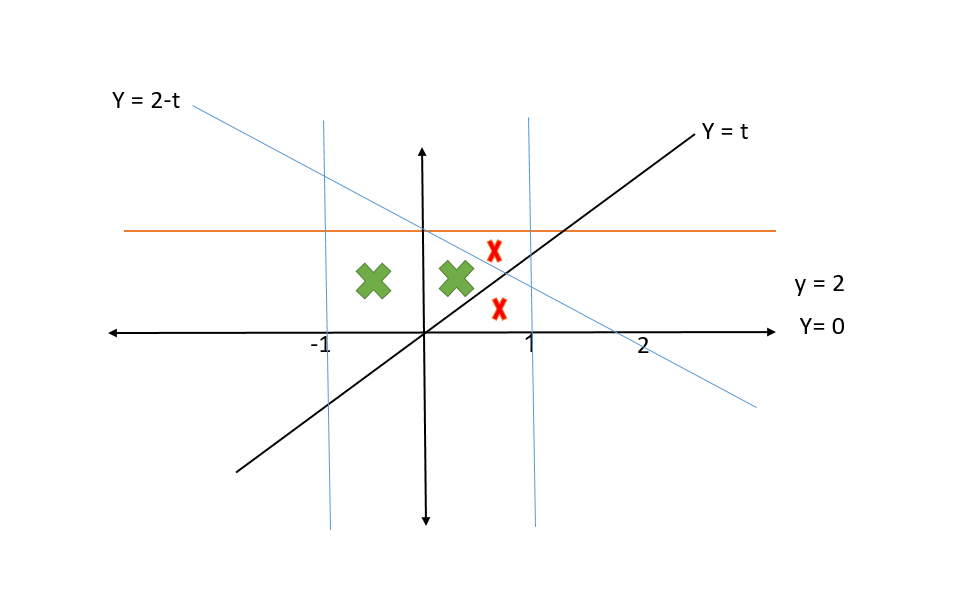 Y = 2-t
Y = t
y = 2
Y= 0
-1
1
2